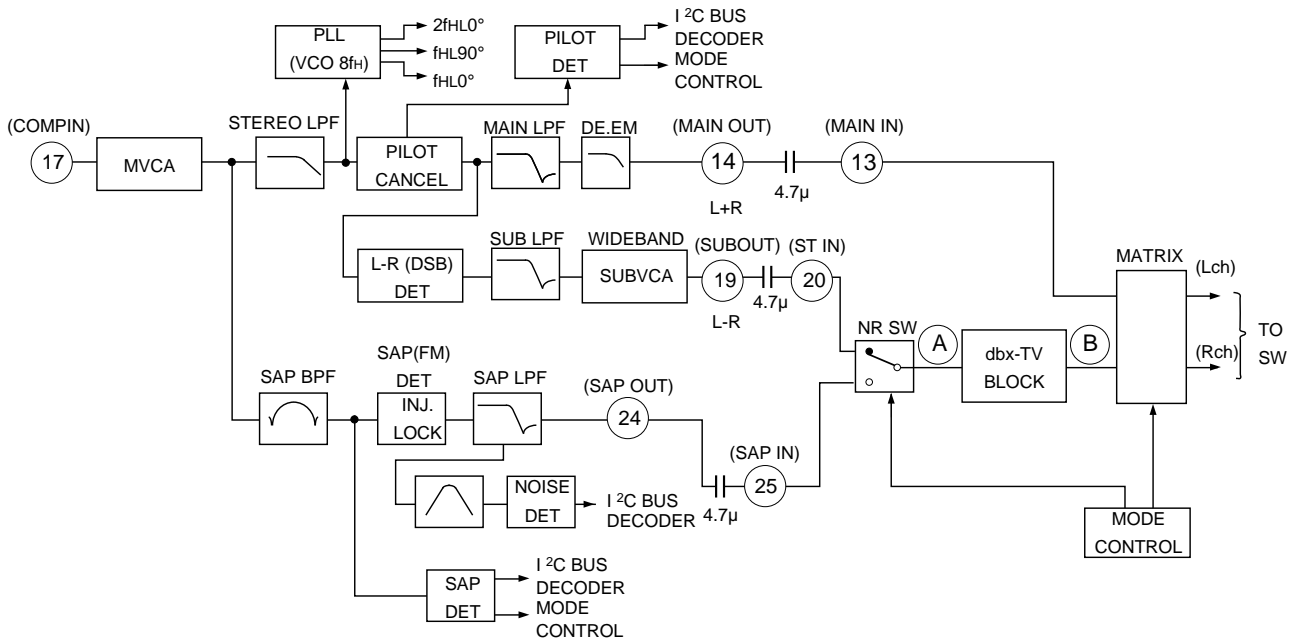 PLL
(VCO 8fH)
2fHL0°
fHL90°
fHL0°
PILOT
DET
I ²C BUS
DECODER
MODE
CONTROL
(COMPIN)
17
MVCA
STEREO LPF
PILOT
CANCEL
MAIN LPF
DE.EM
(MAIN OUT)
14
L+R
4.7µ
(MAIN IN)
13
L-R (DSB)
DET
SUB LPF
WIDEBAND
SUBVCA
(SUBOUT)
19
L-R
4.7µ
(ST IN)
20
NR SW
A
dbx-TV
BLOCK
B
MATRIX
(Lch)
(Rch)
TO
SW
SAP BPF
SAP(FM)
DET
INJ.
LOCK
SAP LPF
(SAP OUT)
24
4.7µ
(SAP IN)
25
NOISE
DET
I ²C BUS
DECODER
MODE
CONTROL
SAP
DET
I ²C BUS
DECODER
MODE
CONTROL